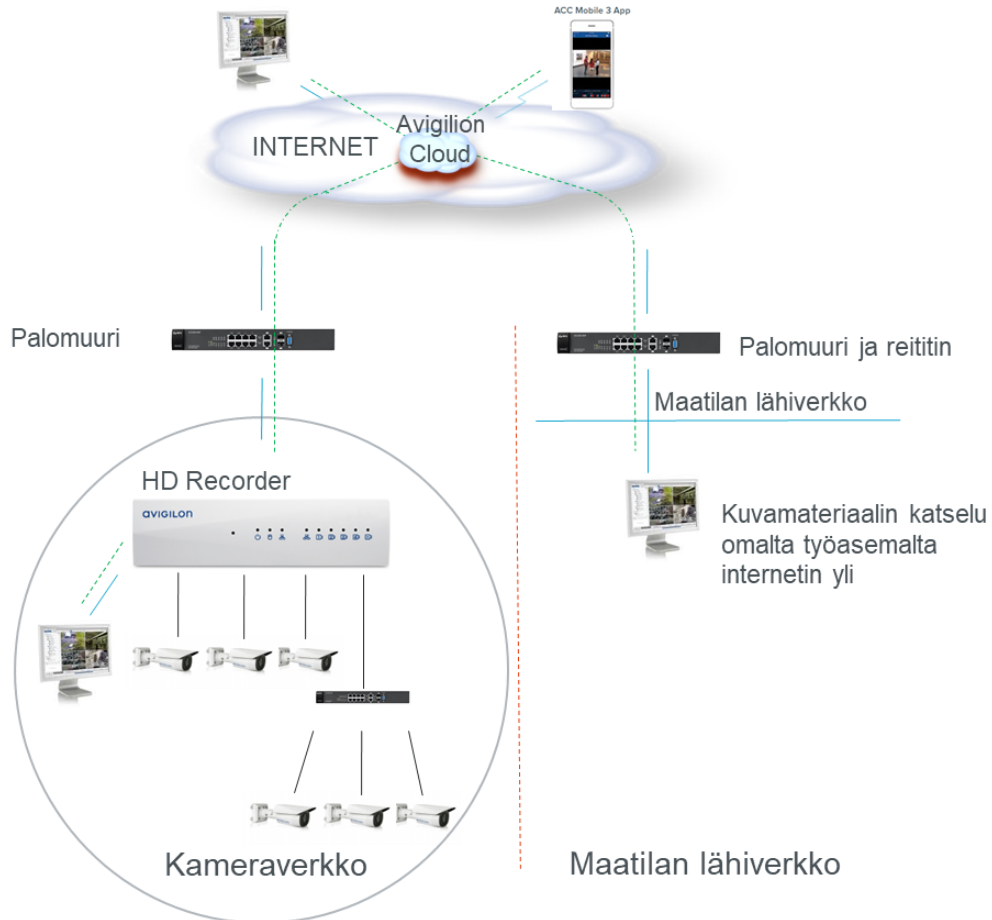 ACC Mobile 3 App
INTERNET
Avigilion
Cloud
Palomuuri
Palomuuri ja reititin
Maatilan lähiverkko
HD Recorder
avigilon
Kuvamateriaalin katselu
omalta työasemalta
internetin yli
Kameraverkko
Maatilan lähiverkko